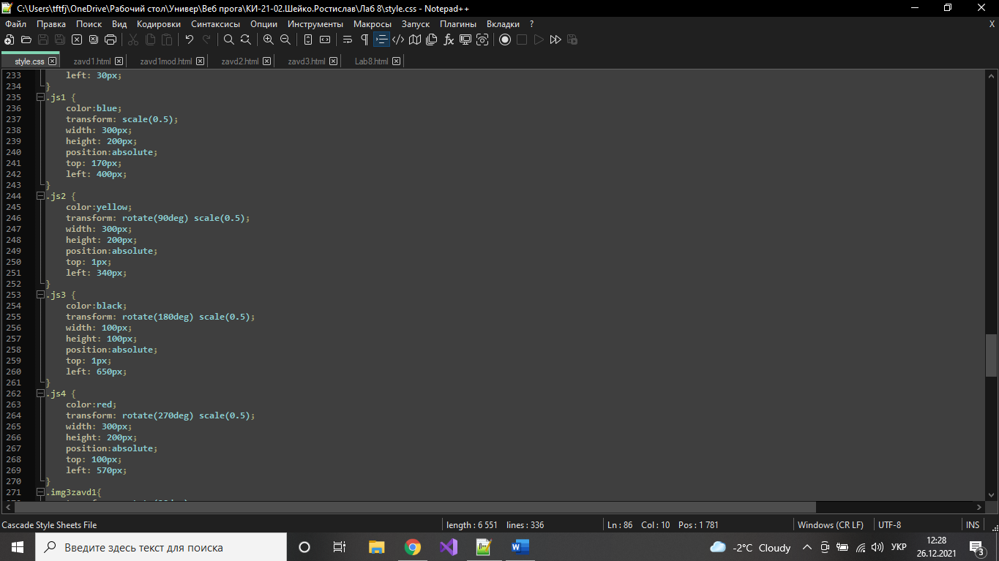 C:\Users\tftfj\OneDrive\Рабочий стол\Универ\Веб прога\КИ-21-02.Шейко.Ростислав\Лаб 8\style.css - Notepad++
Файл Правка Поиск Вид Кодировки Синтаксисы Опции Инструменты Макросы Запуск Плагины Вкладки ? X
style.css zavd1.html zavd1mod.html zavd2.html zavd3.html Lab8.html
233 left: 30px;
234 }
235 .js1 {
236 color:blue;
237 transform: scale(0.5);
238 width: 300px;
239 height: 200px;
240 position:absolute;
241 top: 170px;
242 left: 400px;
243 }
244 .js2 {
245 color:yellow;
246 transform: rotate(90deg) scale(0.5);
247 width: 300px;
248 height: 200px;
249 position:absolute;
250 top: 1px;
251 left: 340px;
252 }
253 .js3 {
254 color:black;
255 transform: rotate(180deg) scale(0.5);
256 width: 100px;
257 height: 100px;
258 position:absolute;
259 top: 1px;
260 left: 650px;
261 }
262 .js4 {
263 color:red;
264 transform: rotate(270deg) scale(0.5);
265 width: 300px;
266 height: 200px;
267 position:absolute;
268 top: 100px;
269 left: 570px;
270 }
271 .img3zavd1{
Cascade Style Sheets File length : 6 551 lines : 336 Ln : 86 Col : 10 Pos : 1 781 Windows (CR LF) UTF-8 INS
Введите здесь текст для поиска -2°C Cloudy УКР 12:28
26.12.2021 3